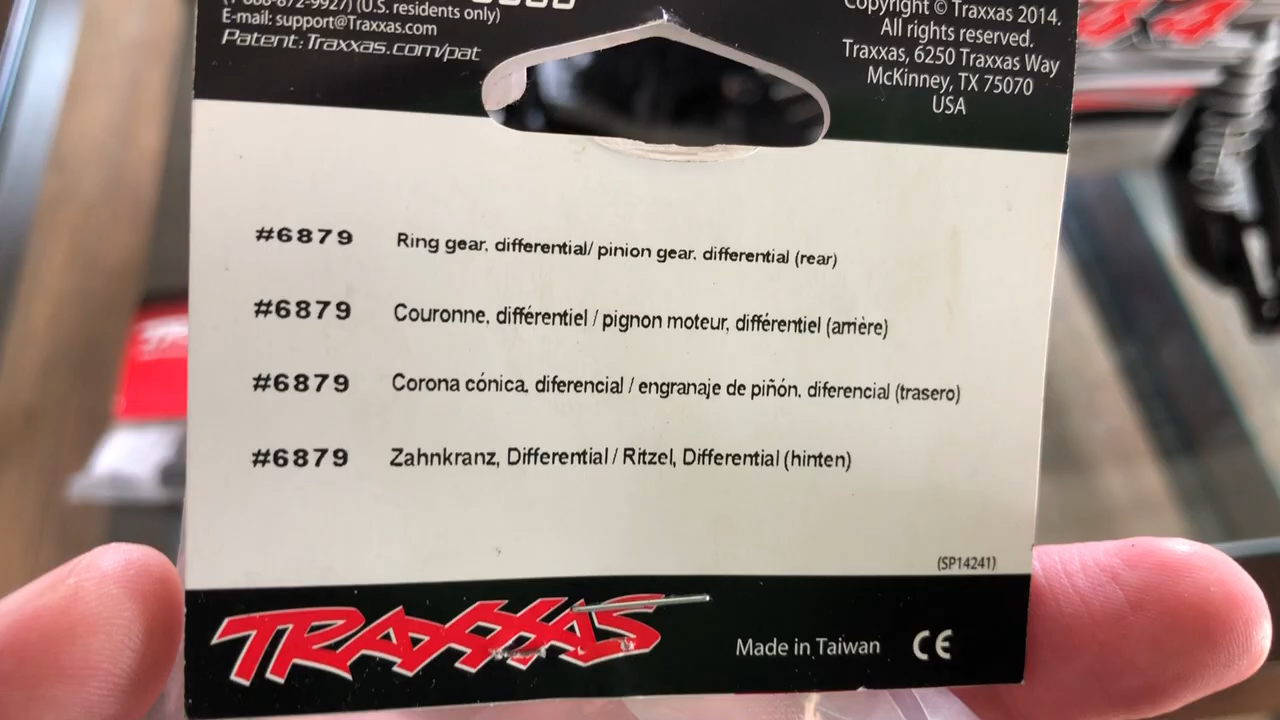 (U.S. residents only)
E-mail: support@Traxxas.com
Patent: Traxxas.com/pat
Copyright © Traxxas 2014.
All rights reserved.
Traxxas, 6250 Traxxas Way
McKinney, TX 75070
USA
#6879 Ring gear, differential/ pinion gear, differential (rear)
#6879 Couronne, différentiel / pignon moteur, différentiel (arrière)
#6879 Corona cónica, diferencial / engranaje de piñón, diferencial (trasero)
#6879 Zahnkranz, Differential / Ritzel, Differential (hinten)
(SP14241)
TRAXXAS
Made in Taiwan CE